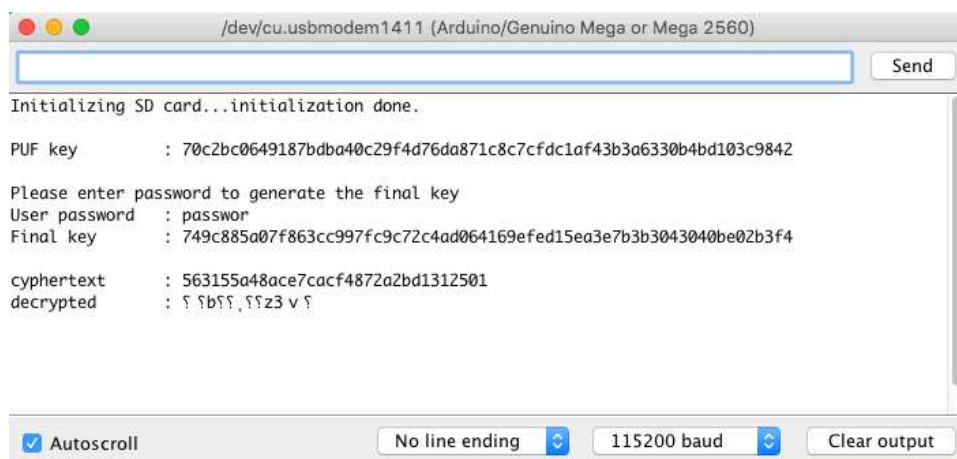 /dev/cu.usbmodem1411 (Arduino/Genuino Mega or Mega 2560)
Send
Initializing SD card...initialization done.
PUF key : 70c2bc0649187bdba40c29f4d76da871c8c7cfdc1af43b3a6330b4bd103c9842
Please enter password to generate the final key
User password : passwor
Final key : 749c885a07f863cc997fc9c72c4ad064169efed15ea3e7b3b3043040be02b3f4
cyphertext : 563155a48ace7cacf4872a2bd1312501
decrypted : ⸮ ⸮b⸮⸮¸⸮⸮z3 v ⸮
Autoscroll
No line ending
115200 baud
Clear output